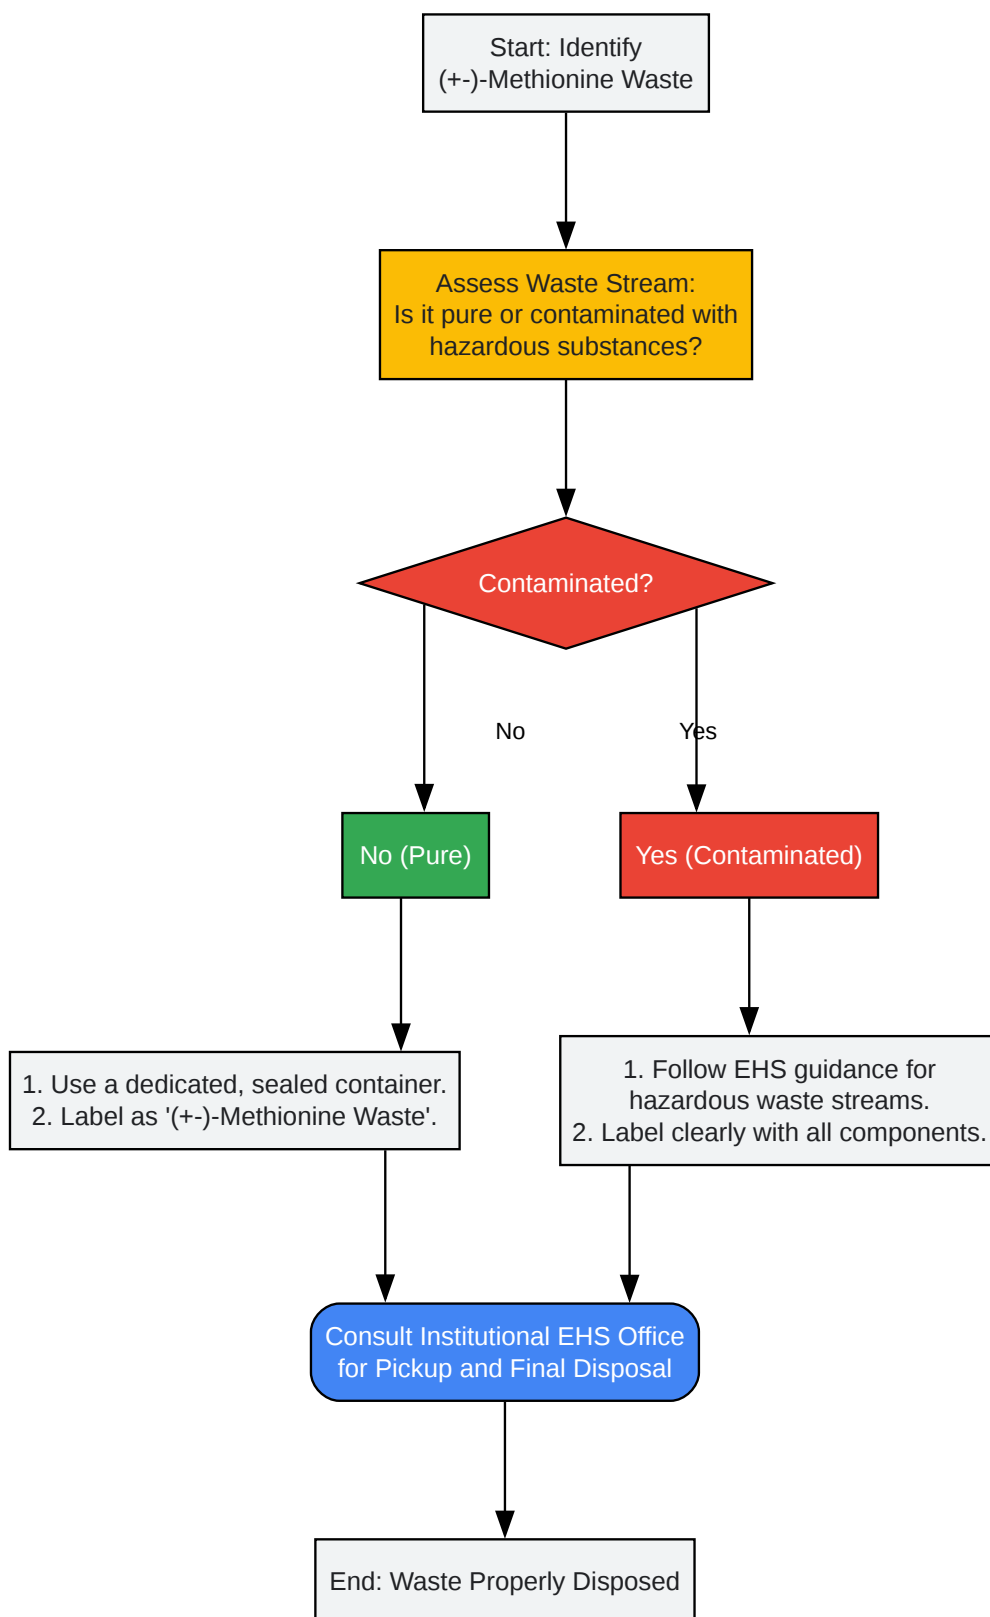 Start: Identify
(+-)-Methionine Waste
Assess Waste Stream:
Is it pure or contaminated with
hazardous substances?
Contaminated?
No
Yes
No (Pure)
Yes (Contaminated)
1. Use a dedicated, sealed container.
2. Label as '(+-)-Methionine Waste'.
1. Follow EHS guidance for
hazardous waste streams.
2. Label clearly with all components.
Consult Institutional EHS Office
for Pickup and Final Disposal
End: Waste Properly Disposed